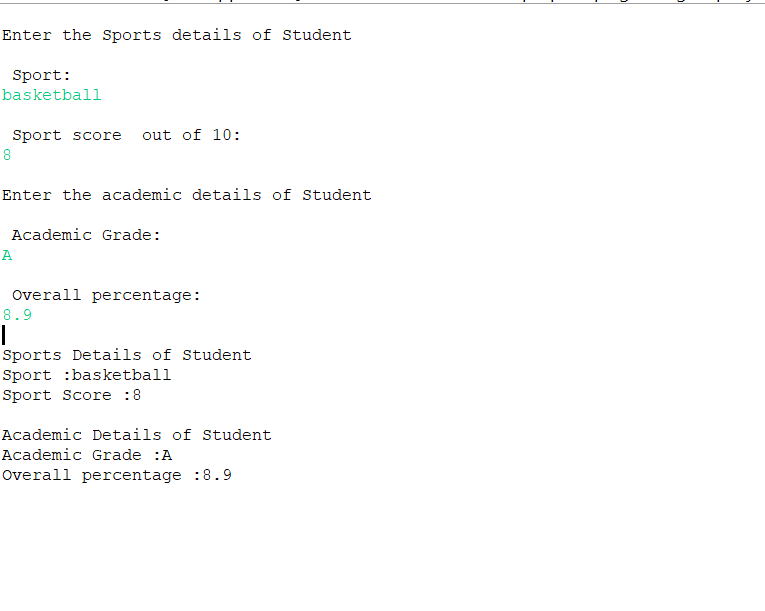 Enter the Sports details of Student
Sport:
basketball
Sport score  out of 10:
8
Enter the academic details of Student
Academic Grade:
A
Overall percentage:
8.9
Sports Details of Student
Sport :basketball
Sport Score :8
Academic Details of Student
Academic Grade :A
Overall percentage :8.9